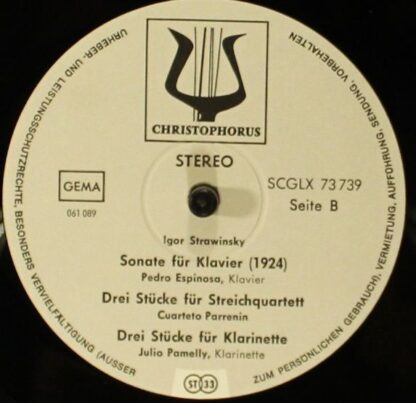 CHRISTOPHORUS
STEREO
GEMA
061 089
SCGLX 73 739
Seite B
Igor Strawinsky
Sonate für Klavier (1924)
Pedro Espinosa, Klavier
Drei Stücke für Streichquartett
Cuarteto Parrenin
Drei Stücke für Klarinette
Julio Pamelly, Klarinette
ST 33
URHEBER- UND LEISTUNGSSCHUTZRECHTE, BESONDERS VERVIELFÄLTIGUNG (AUSSER ZUM PERSÖNLICHEN GEBRAUCH), VERMIETUNG, AUFFÜHRUNG, SENDUNG, VORBEHALTEN